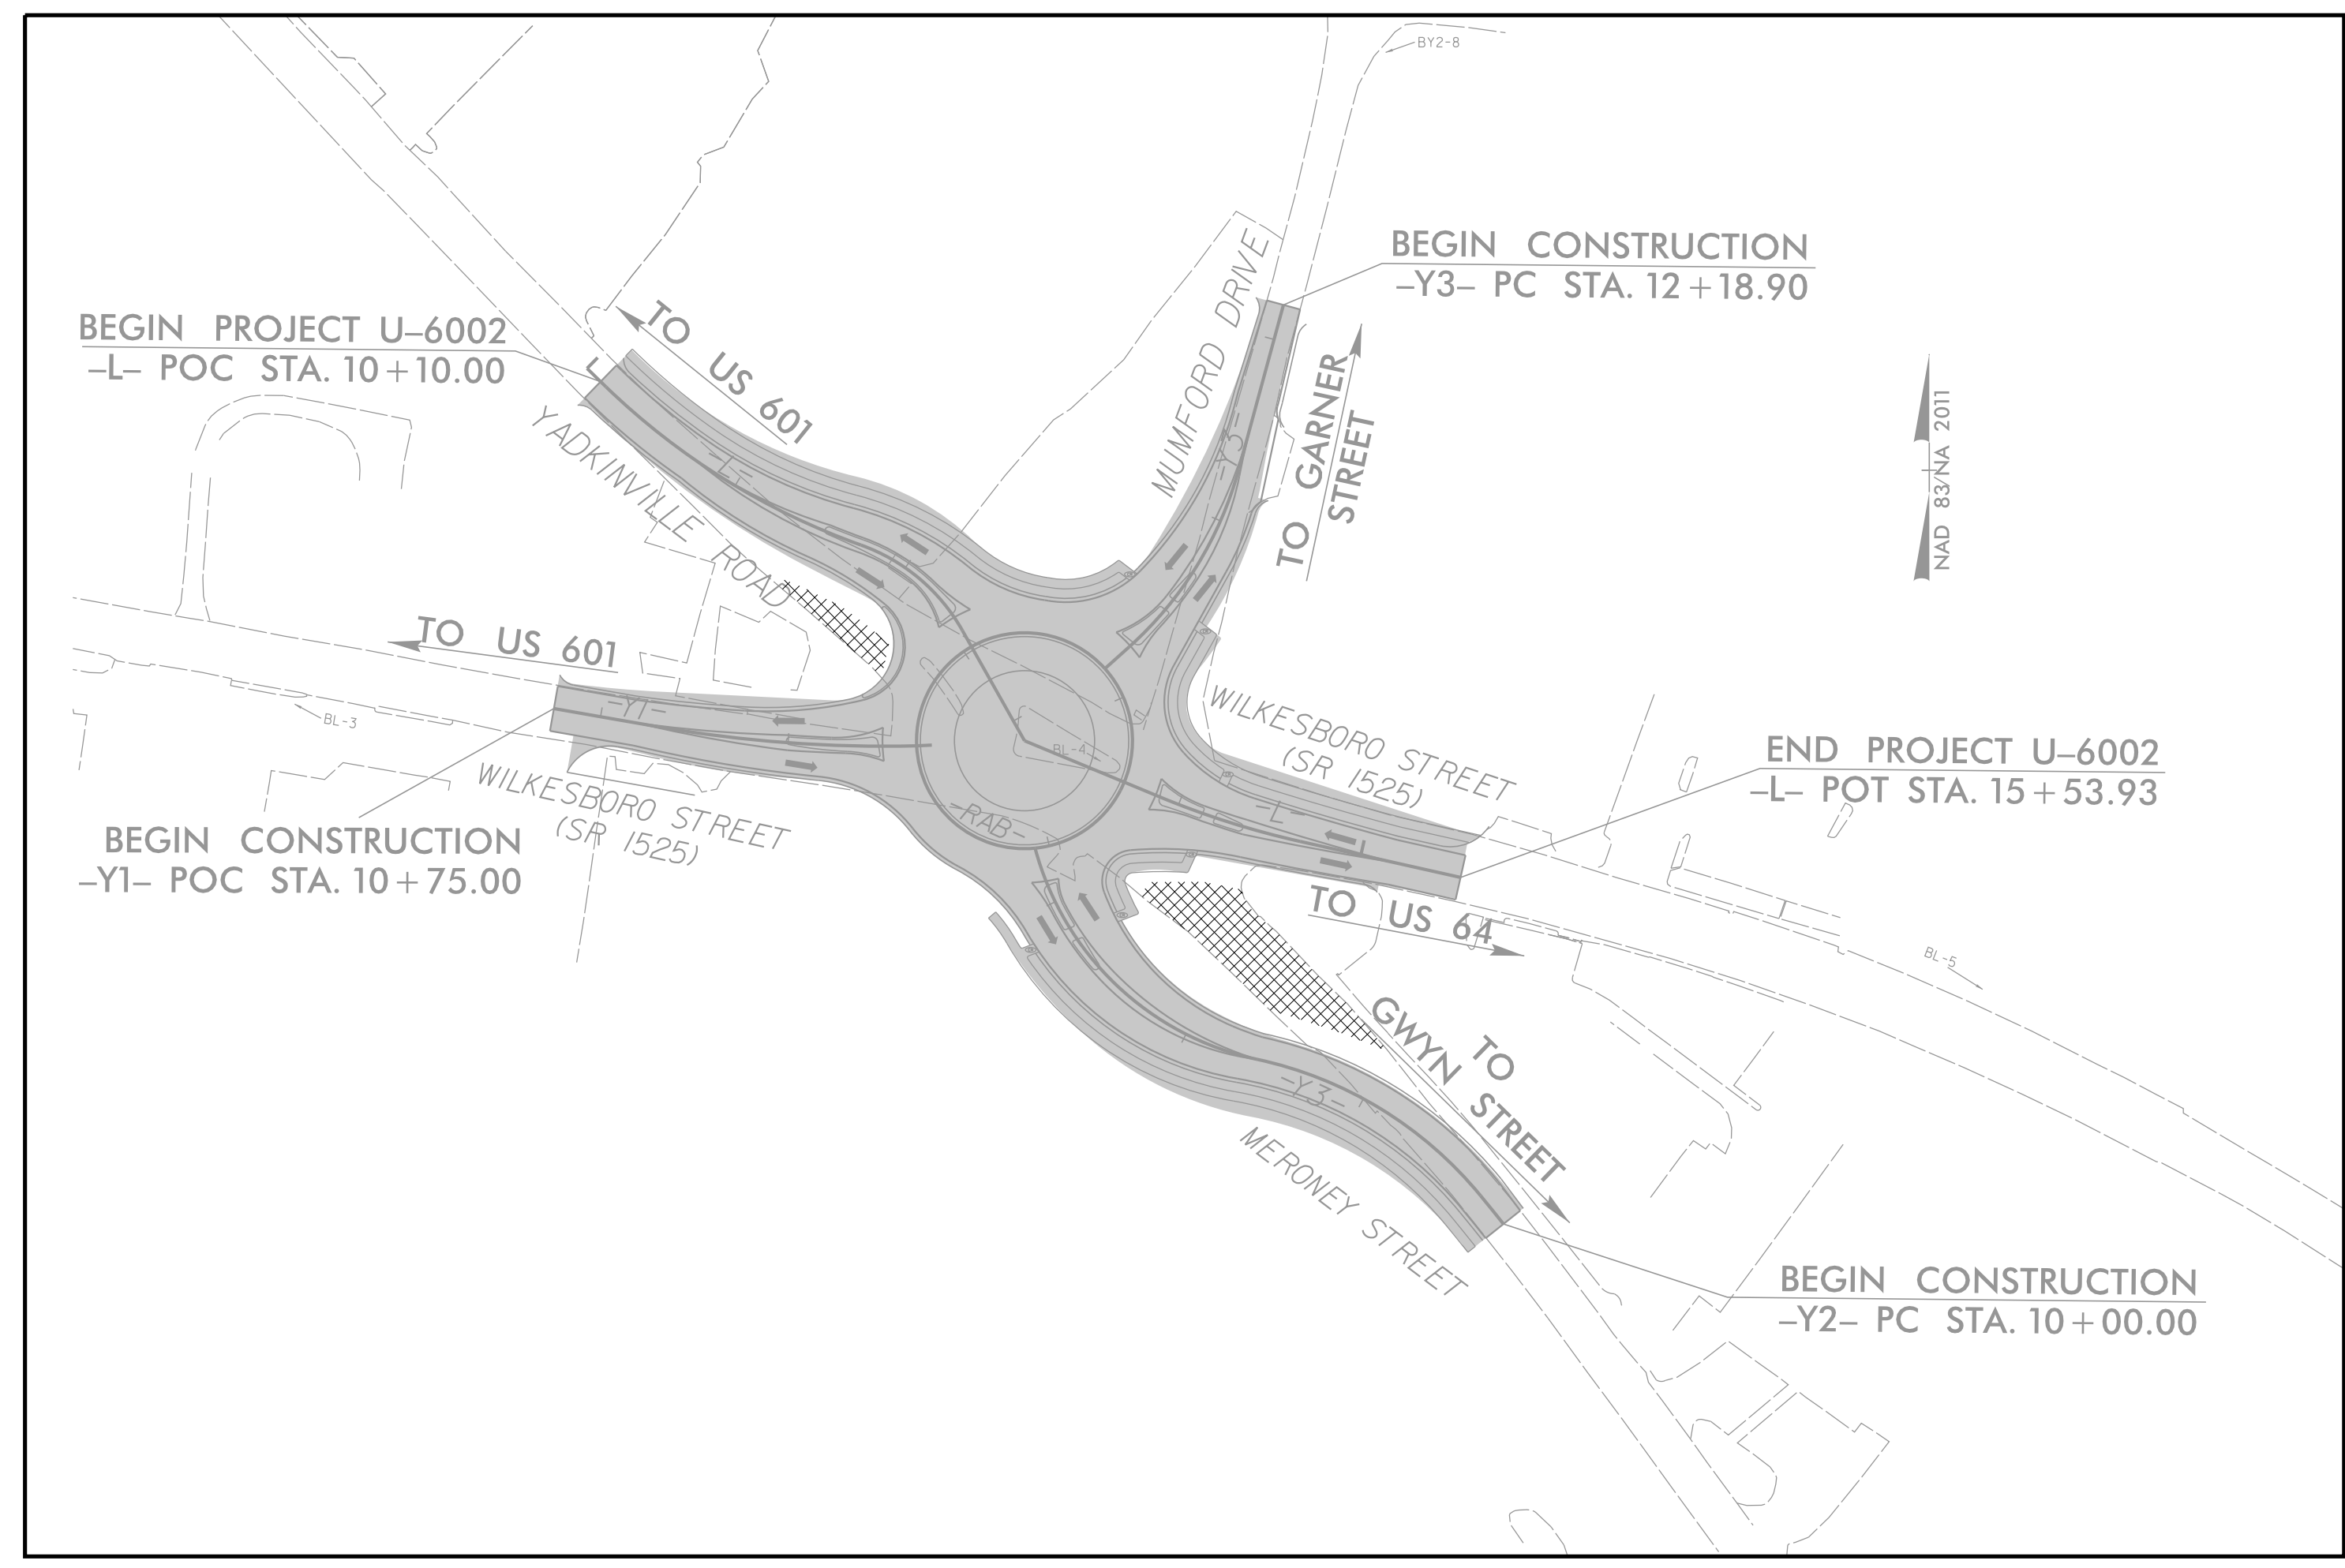 BY2-8
BEGIN CONSTRUCTION
–Y3– PC STA. 12+18.90
BEGIN PROJECT U–6002
–L– POC STA. 10+10.00
TO US 601
YADKINVILLE ROAD
MUMFORD DRIVE
TO GARNER
STREET
NAD 83/NA 2011
-L-
-Y3-
TO US 601
-Y1-
BL-3
WILKESBORO STREET
(SR 1525)
BEGIN CONSTRUCTION
–Y1– POC STA. 10+75.00
BL-4
-RAB-
WILKESBORO STREET
(SR 1525)
-L-
END PROJECT U–6002
–L– POT STA. 15+53.93
TO US 64
BL-5
TO
GWYN STREET
-Y3-
MERONEY STREET
BEGIN CONSTRUCTION
–Y2– PC STA. 10+00.00